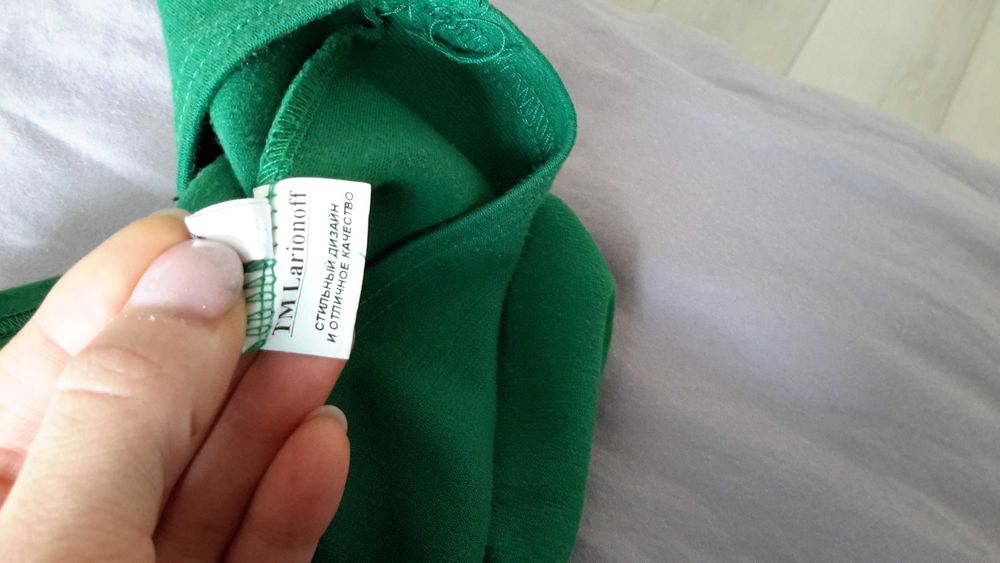 TM Larionoff
СТИЛЬНЫЙ ДИЗАЙН
И ОТЛИЧНОЕ КАЧЕСТВО